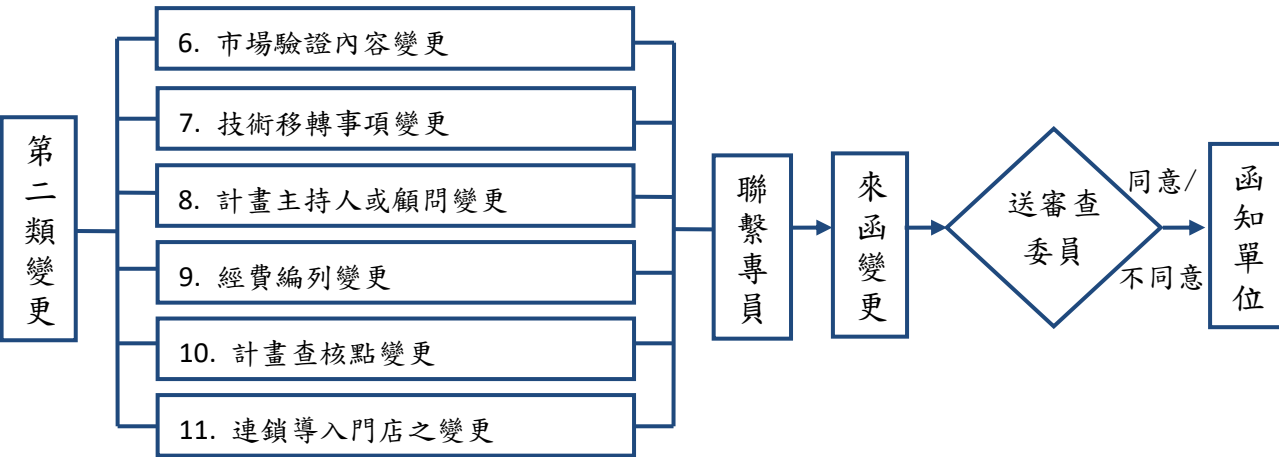 第二類變更
6. 市場驗證內容變更
7. 技術移轉事項變更
8. 計畫主持人或顧問變更
9. 經費編列變更
10. 計畫查核點變更
11. 連鎖導入門店之變更
聯繫專員
來函變更
送審查
委員
同意/
不同意
函知單位